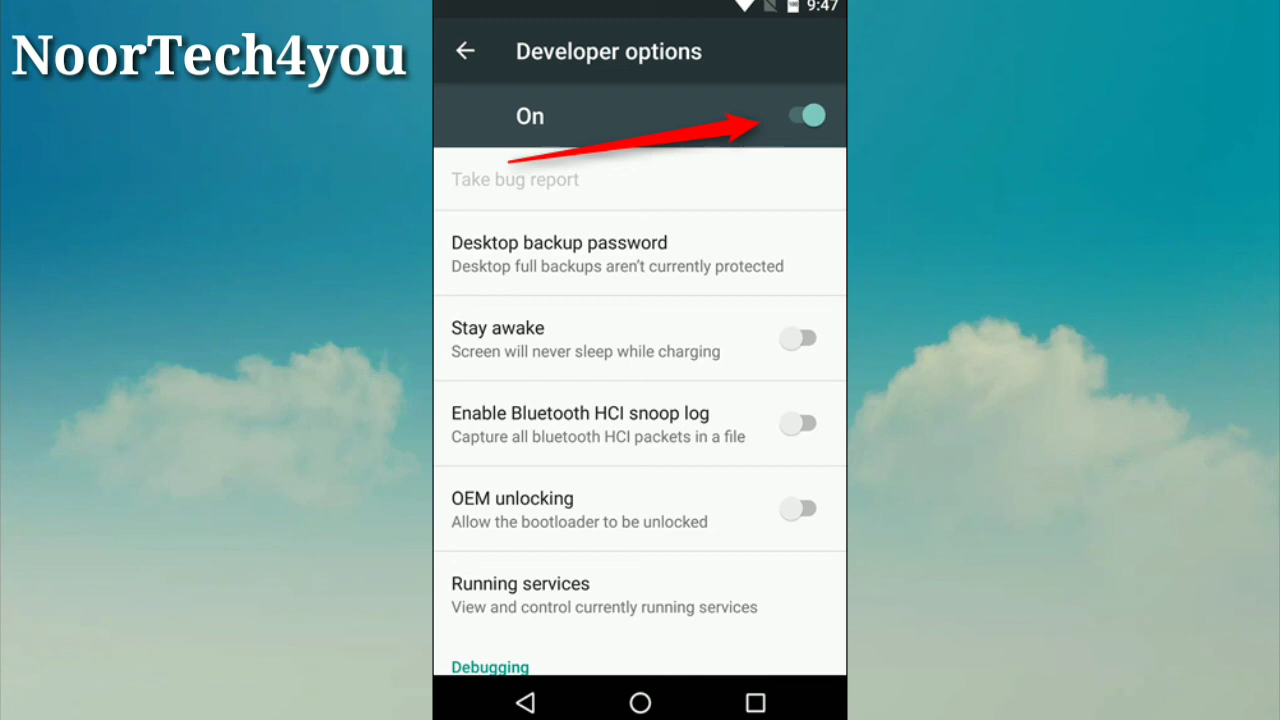 NoorTech4you
9:47
Developer options
On
Take bug report
Desktop backup password
Desktop full backups aren't currently protected
Stay awake
Screen will never sleep while charging
Enable Bluetooth HCI snoop log
Capture all bluetooth HCI packets in a file
OEM unlocking
Allow the bootloader to be unlocked
Running services
View and control currently running services
Debugging